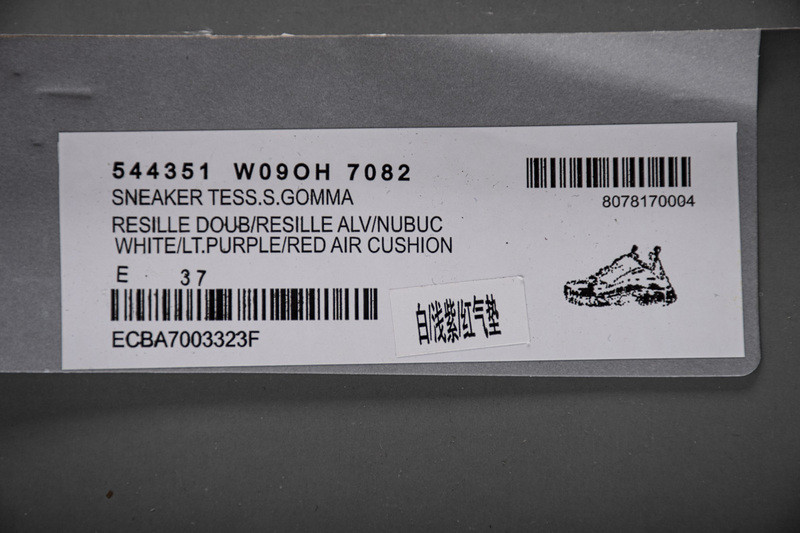 544351 W09OH 7082
8078170004
SNEAKER TESS.S.GOMMA
RESILLE DOUB/RESILLE ALV/NUBUC
WHITE/LT.PURPLE/RED AIR CUSHION
E 37
ECBA7003323F
白/浅紫/红气垫